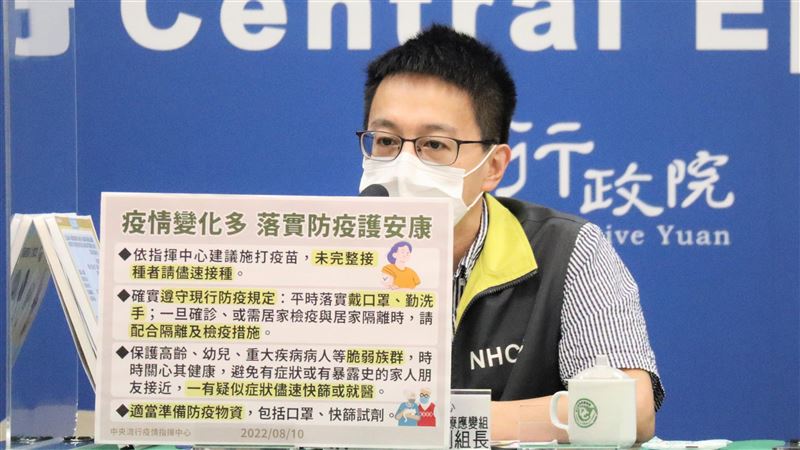 Central E
行政院
ive Yuan
疫情變化多 落實防疫護安康
◆依指揮中心建議施打疫苗，未完整接
種者請儘速接種。
◆確實遵守現行防疫規定：平時落實戴口罩、勤洗
手；一旦確診、或需居家檢疫與居家隔離時，請
配合隔離及檢疫措施。
◆保護高齡、幼兒、重大疾病病人等脆弱族群，時
時關心其健康，避免有症狀或有暴露史的家人朋
友接近，一有疑似症狀儘速快篩或就醫。
◆適當準備防疫物資，包括口罩、快篩試劑。
中央流行疫情指揮中心 2022/08/10
NHC
心
療應變組
組長